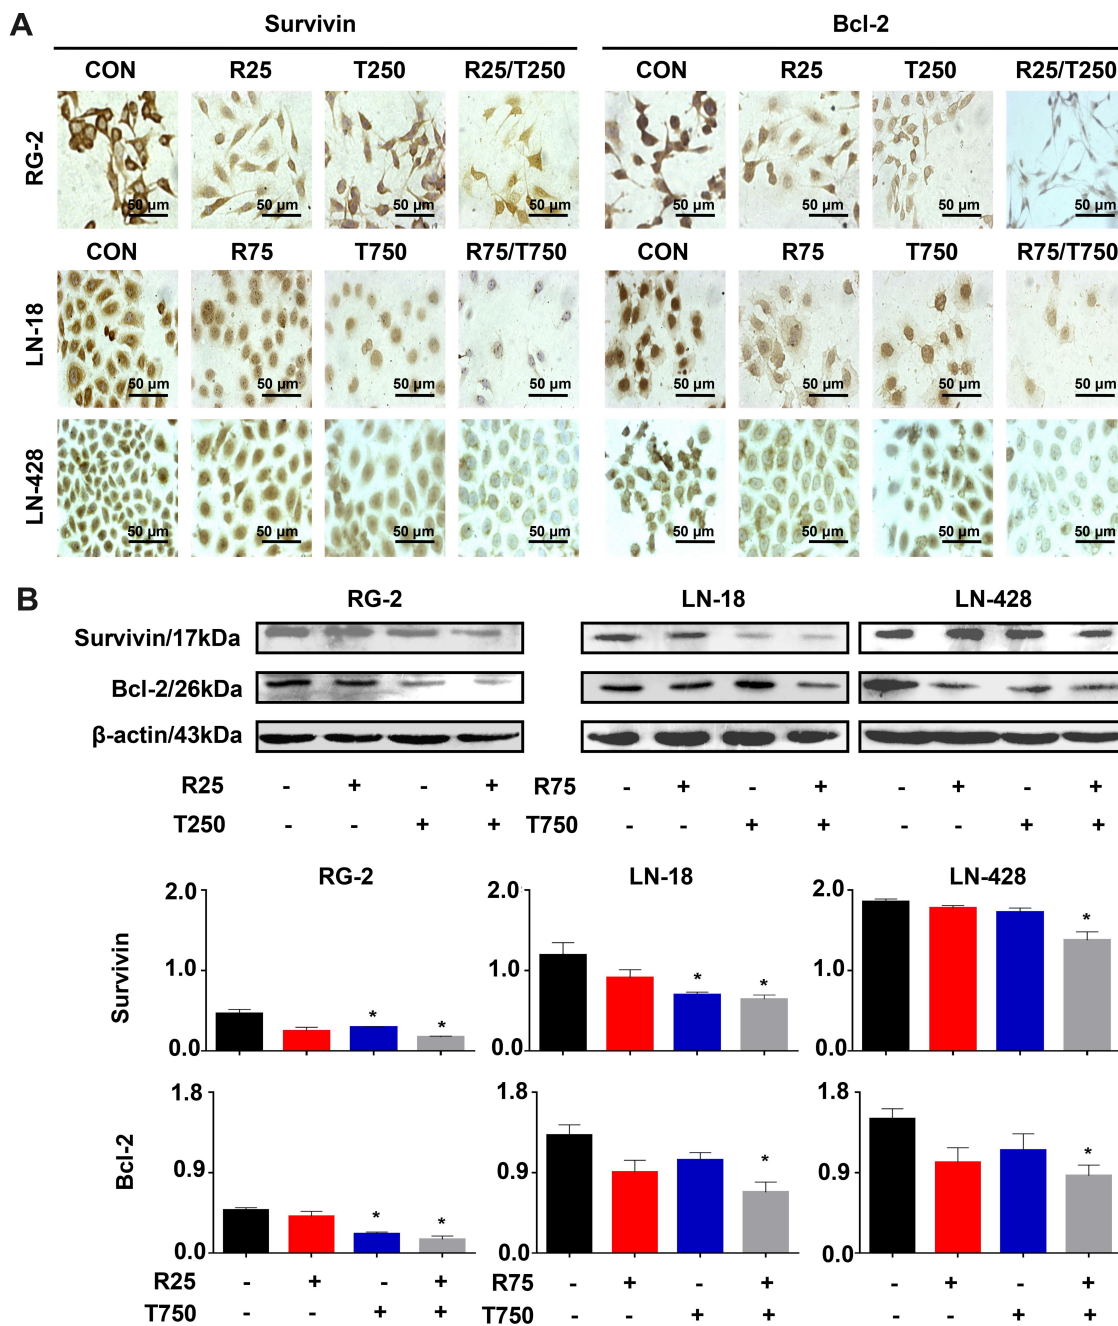 A Survivin Bcl-2
CON R25 T250 R25/T250 CON R25 T250 R25/T250
RG-2
50 µm 50 µm 50 µm 50 µm 50 µm 50 µm 50 µm 50 µm
CON R75 T750 R75/T750 CON R75 T750 R75/T750
LN-18
50 µm 50 µm 50 µm 50 µm 50 µm 50 µm 50 µm 50 µm
LN-428
50 µm 50 µm 50 µm 50 µm 50 µm 50 µm 50 µm 50 µm
B RG-2 LN-18 LN-428
Survivin/17kDa
Bcl-2/26kDa
β-actin/43kDa
R25 - + - + R75 - + - + - + - +
T250 - - + + T750 - - + + - - + +
RG-2 LN-18 LN-428
Survivin
2.0 2.0 2.0
1.0 1.0 1.0
0.0 0.0 0.0
* * * * *
Bcl-2
1.8 1.8 1.8
0.9 0.9 0.9
0.0 0.0 0.0
* * * *
R25 - + - + R75 - + - + - + - +
T750 - - + + T750 - - + + - - + +